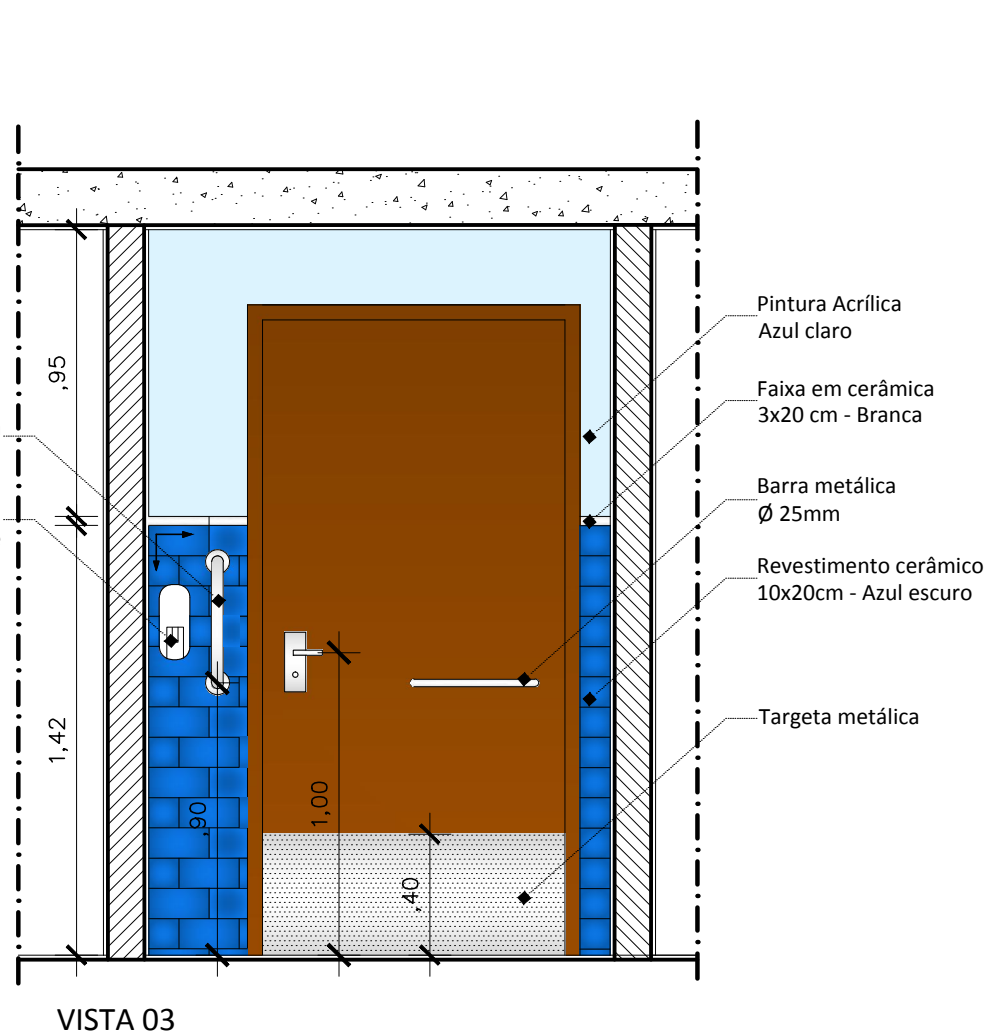 Pintura Acrílica
Azul claro
Faixa em cerâmica
3x20 cm - Branca
Barra metálica
Ø 25mm
Revestimento cerâmico
10x20cm - Azul escuro
Targeta metálica
,95
1,42
,90
1,00
,40
VISTA 03